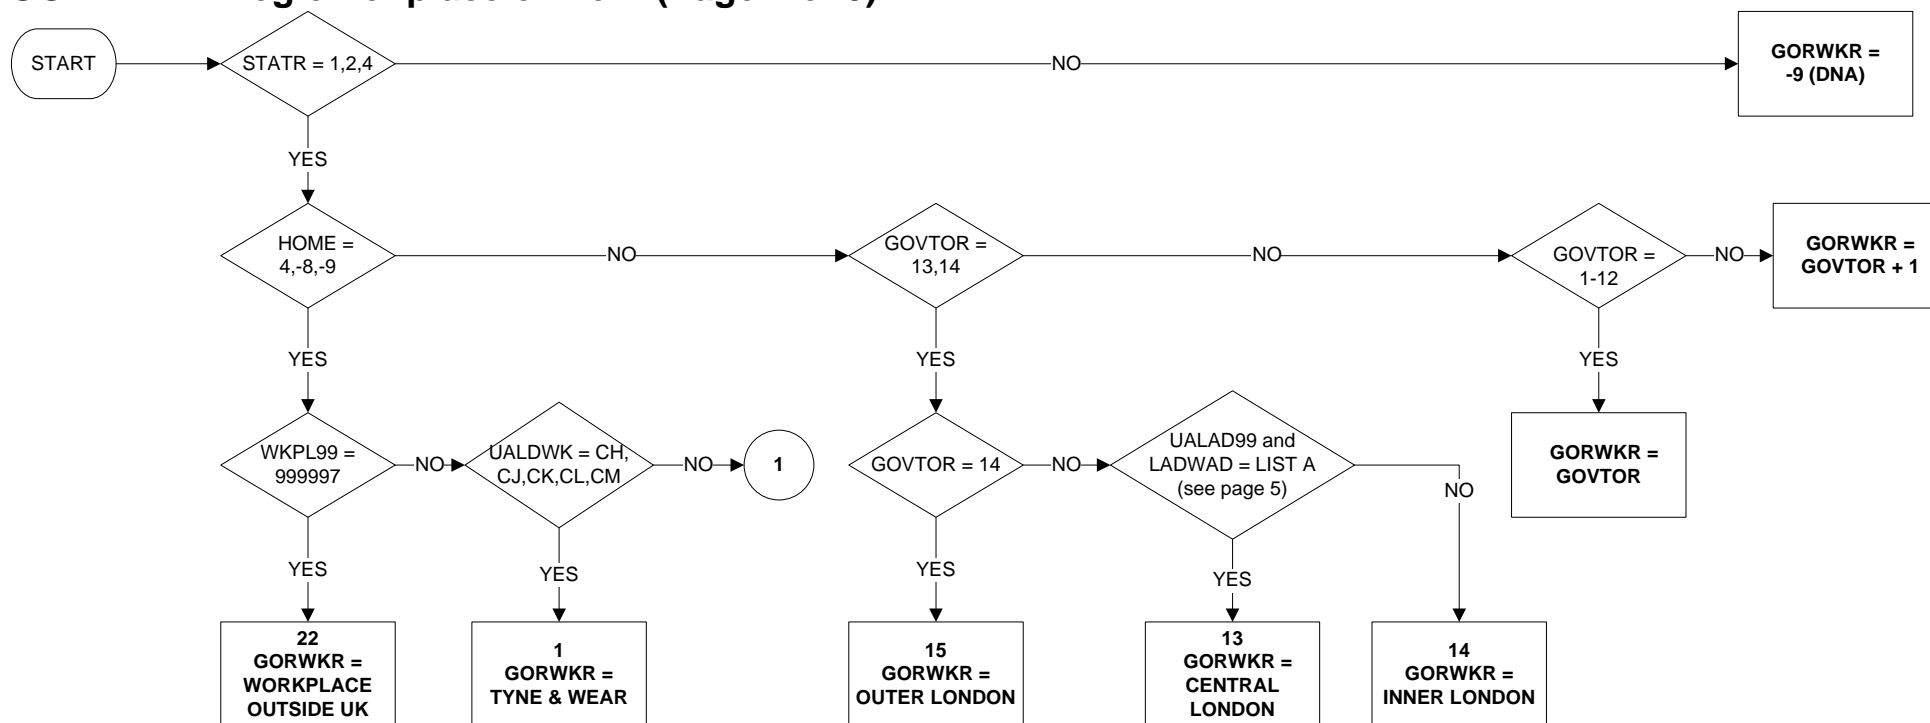 START
STATR = 1,2,4
NO
GORWKR =
-9 (DNA)
YES
HOME =
4,-8,-9
NO
GOVTOR =
13,14
NO
GOVTOR =
1-12
NO
GORWKR =
GOVTOR + 1
YES
YES
YES
WKPL99 =
999997
NO
UALDWK = CH,
CJ,CK,CL,CM
NO
1
GOVTOR = 14
NO
UALAD99 and
LADWAD = LIST A
(see page 5)
NO
GORWKR =
GOVTOR
YES
YES
YES
YES
22
GORWKR =
WORKPLACE
OUTSIDE UK
1
GORWKR =
TYNE & WEAR
15
GORWKR =
OUTER LONDON
13
GORWKR =
CENTRAL
LONDON
14
GORWKR =
INNER LONDON